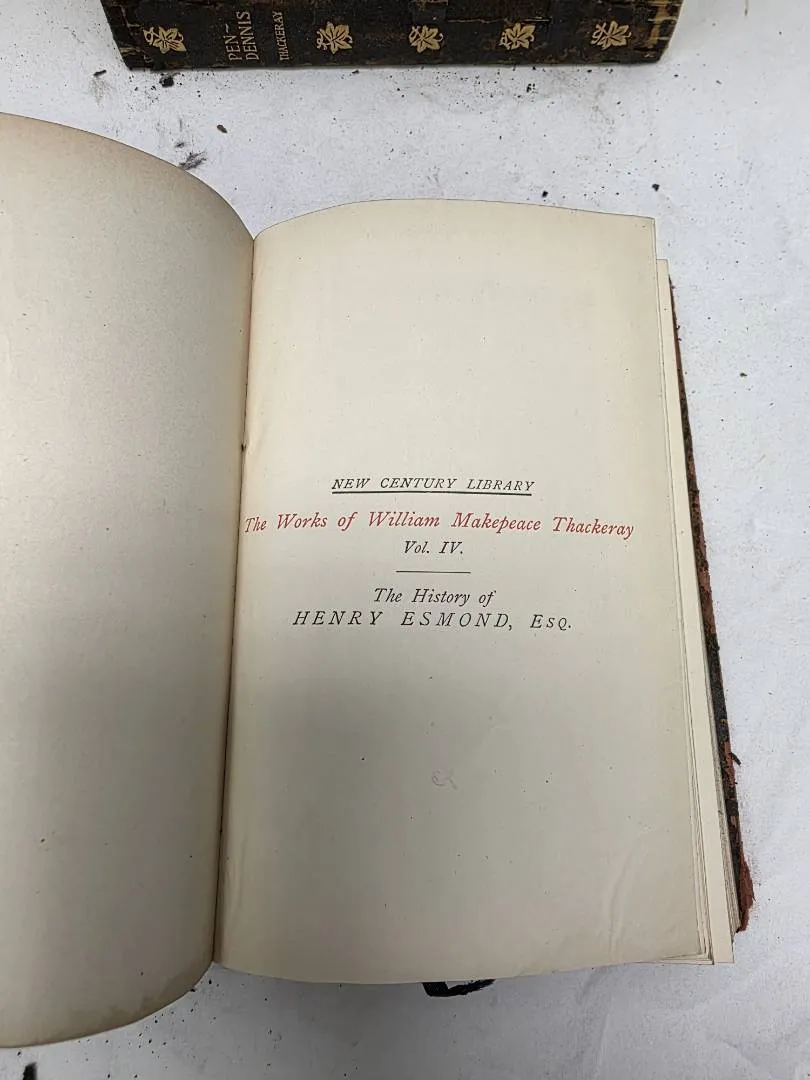 PEN-
DENNIS
THACKERAY
NEW CENTURY LIBRARY
The Works of William Makepeace Thackeray
Vol. IV.
The History of
HENRY ESMOND, ESQ.